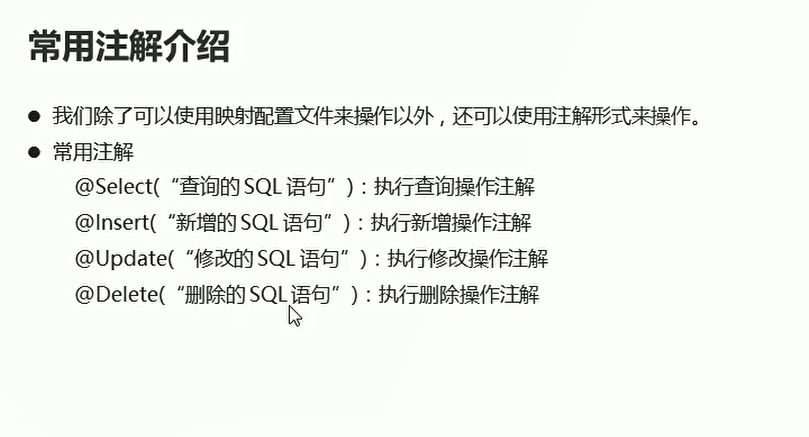 常用注解介绍
● 我们除了可以使用映射配置文件来操作以外，还可以使用注解形式来操作。
● 常用注解
@Select(“查询的 SQL 语句”)：执行查询操作注解
@Insert(“新增的 SQL 语句”)：执行新增操作注解
@Update(“修改的 SQL 语句”)：执行修改操作注解
@Delete(“删除的 SQL 语句”)：执行删除操作注解